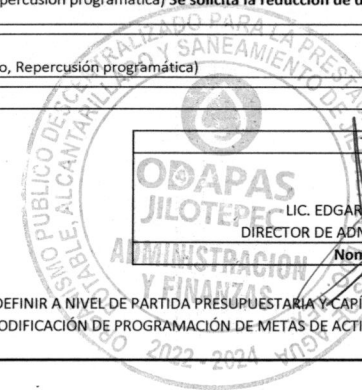 percusión programática) Se solicita la reducción de d
o, Repercusión programática)
ODAPAS
JILOTEPEC
ADMINISTRACION
Y FINANZAS
2022 - 2024
LIC. EDGAR
DIRECTOR DE ADM
Nom
DEFINIR A NIVEL DE PARTIDA PRESUPUESTARIA Y CAPÍ
ODIFICACIÓN DE PROGRAMACIÓN DE METAS DE ACTI